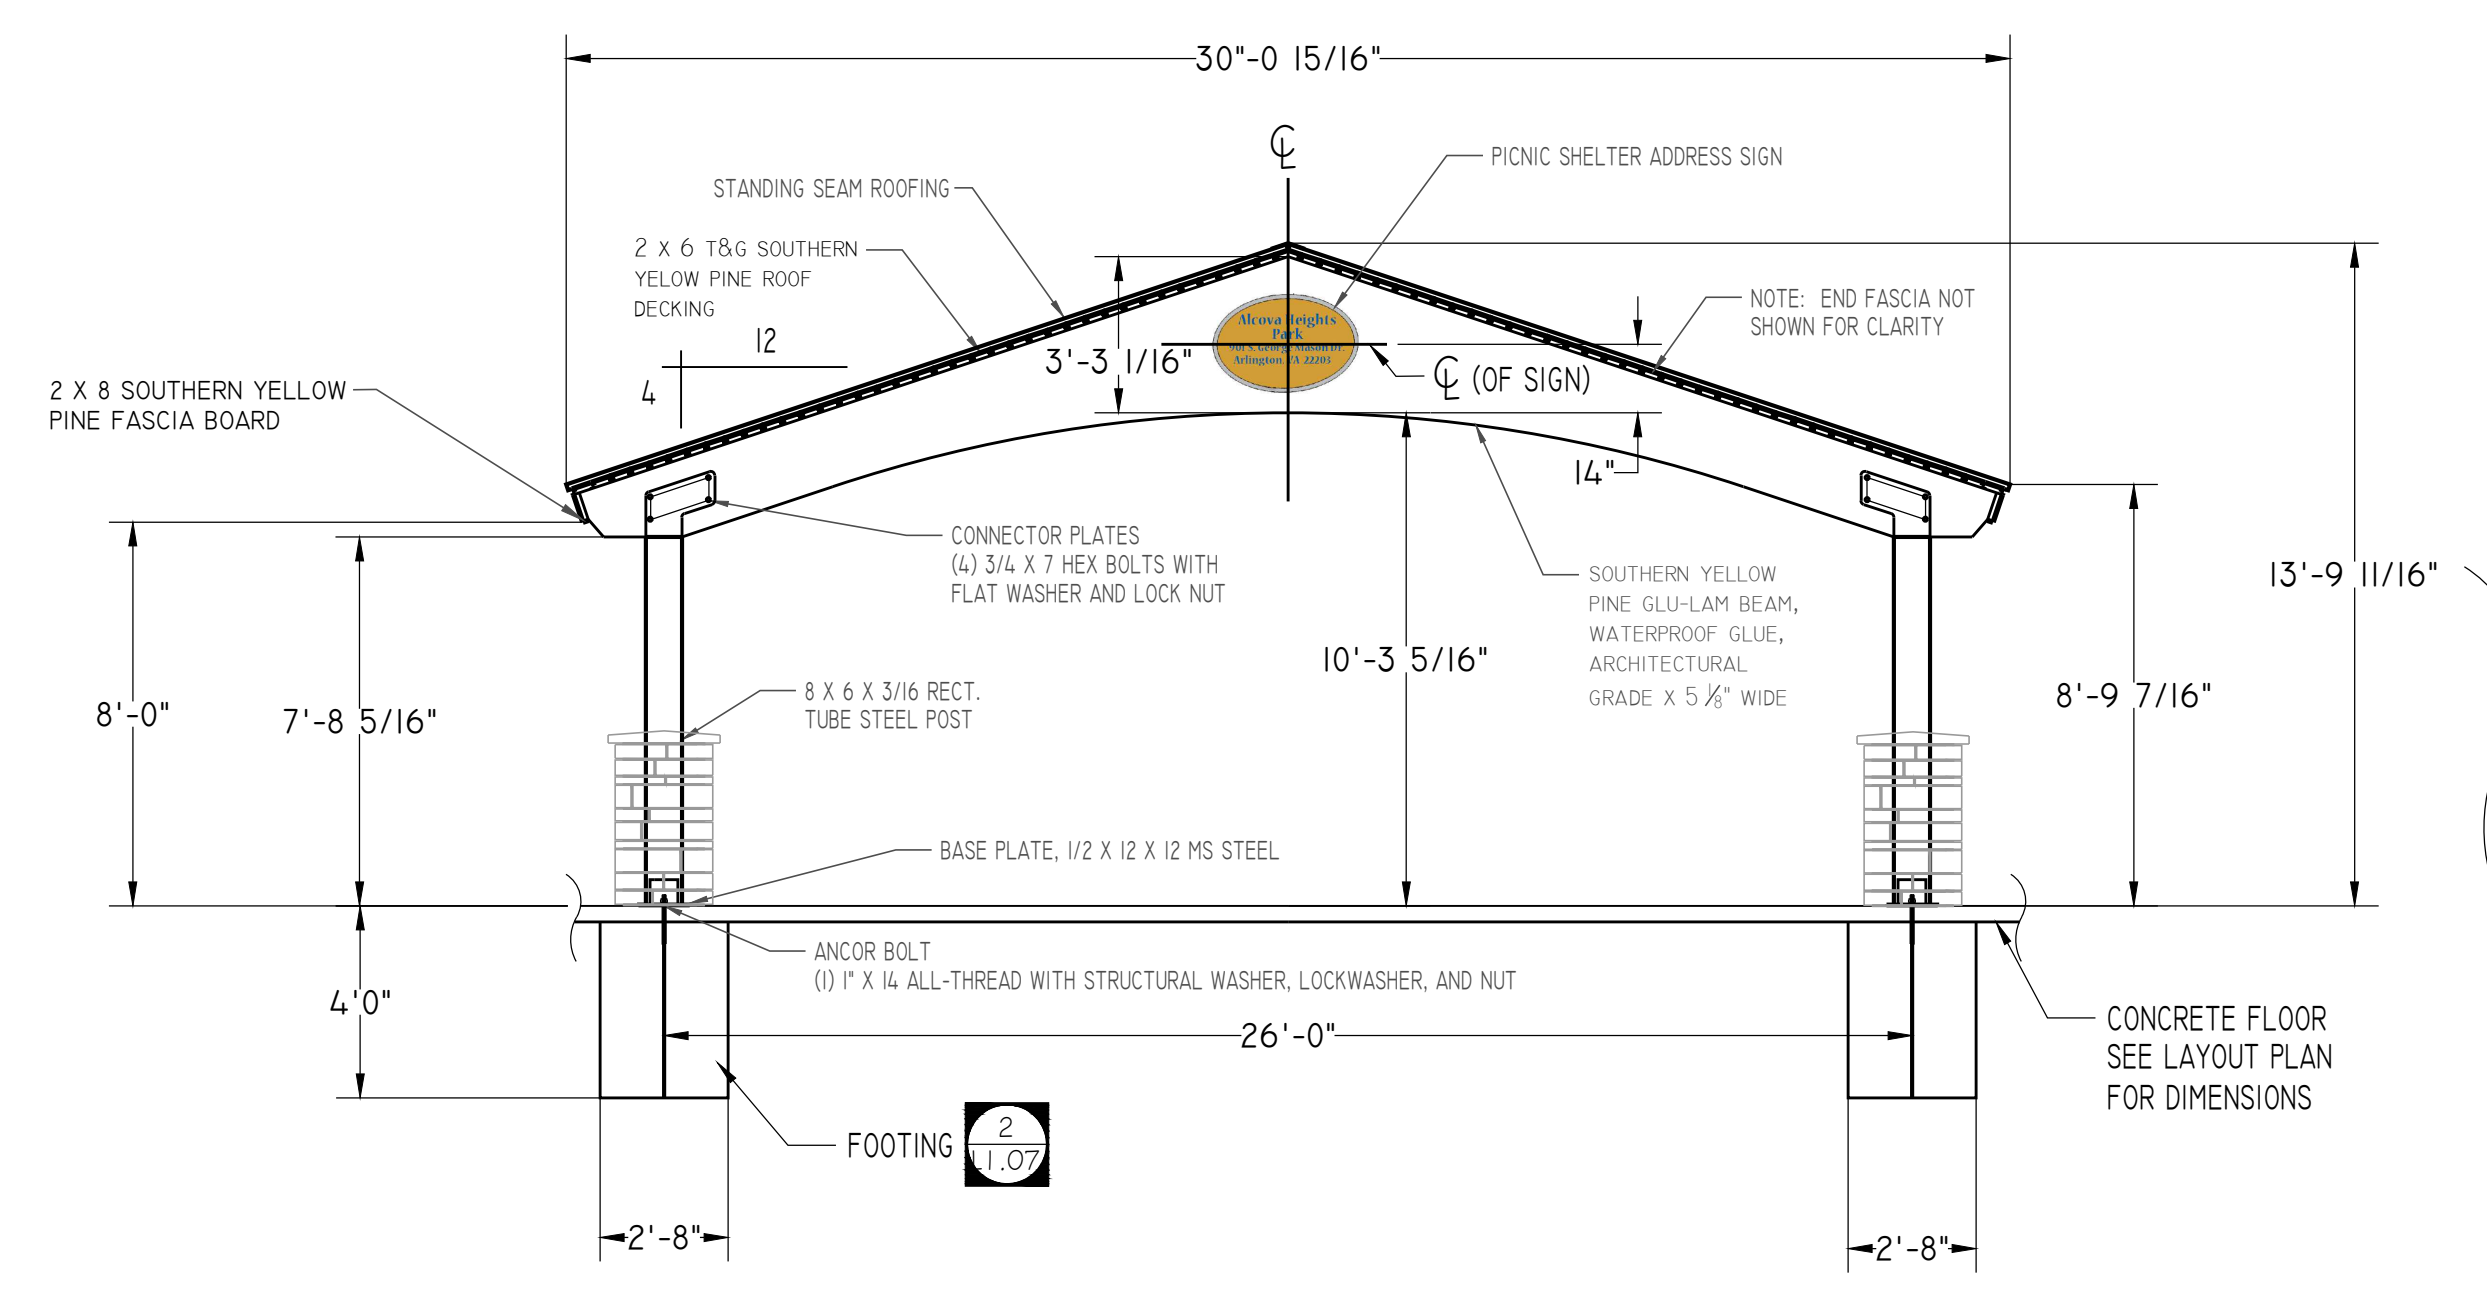 30"-0 15/16"
℄
PICNIC SHELTER ADDRESS SIGN
STANDING SEAM ROOFING
2 X 6 T&G SOUTHERN
YELOW PINE ROOF
DECKING
12
4
NOTE:  END FASCIA NOT
SHOWN FOR CLARITY
Alcova Heights
Park
901 S. George Mason Dr.
Arlington, VA 22203
3'-3 1/16"
℄ (OF SIGN)
2 X 8 SOUTHERN YELLOW
PINE FASCIA BOARD
14"
CONNECTOR PLATES
(4) 3/4 X 7 HEX BOLTS WITH
FLAT WASHER AND LOCK NUT
SOUTHERN YELLOW
PINE GLU-LAM BEAM,
WATERPROOF GLUE,
ARCHITECTURAL
GRADE X 5 ⅛" WIDE
13'-9 11/16"
10'-3 5/16"
8'-9 7/16"
8'-0"
7'-8 5/16"
8 X 6 X 3/16 RECT.
TUBE STEEL POST
BASE PLATE, 1/2 X 12 X 12 MS STEEL
ANCOR BOLT
(1) 1" X 14 ALL-THREAD WITH STRUCTURAL WASHER, LOCKWASHER, AND NUT
4'0"
26'-0"
CONCRETE FLOOR
SEE LAYOUT PLAN
FOR DIMENSIONS
FOOTING
2
L1.07
2'-8"
2'-8"